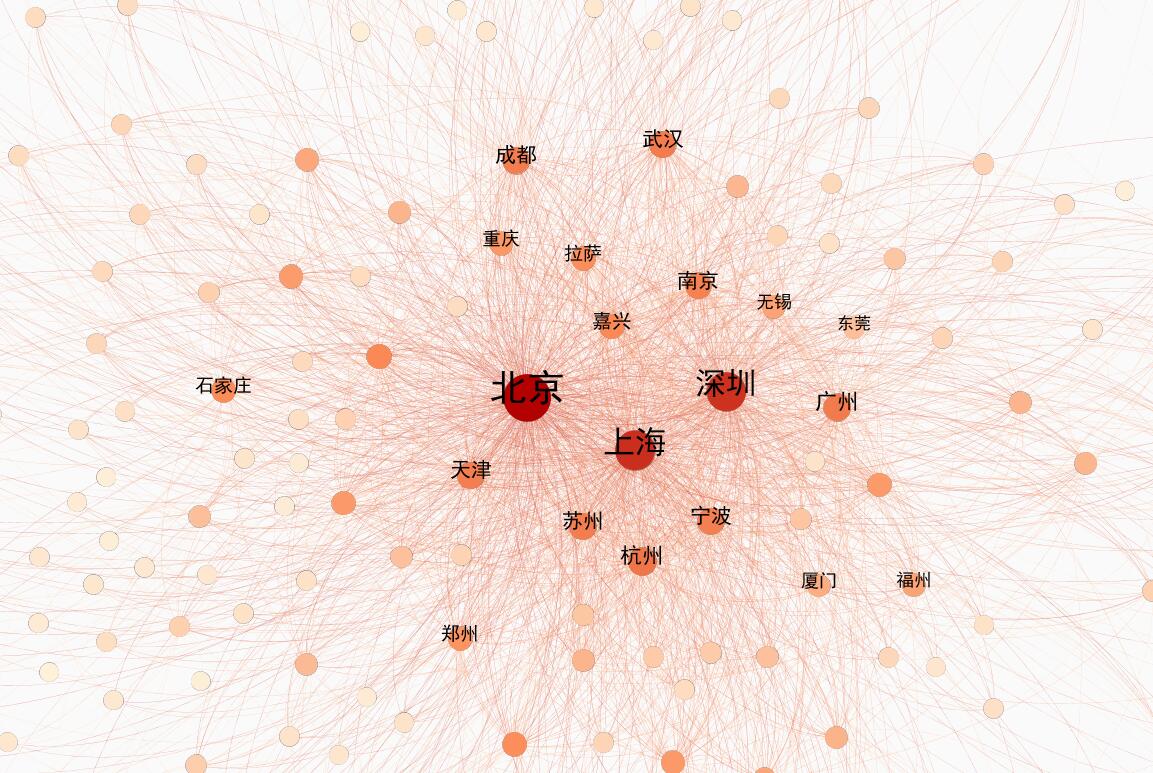 武汉
成都
重庆
拉萨
南京
无锡
嘉兴
东莞
石家庄
北京
深圳
广州
上海
天津
苏州
宁波
杭州
厦门
福州
郑州